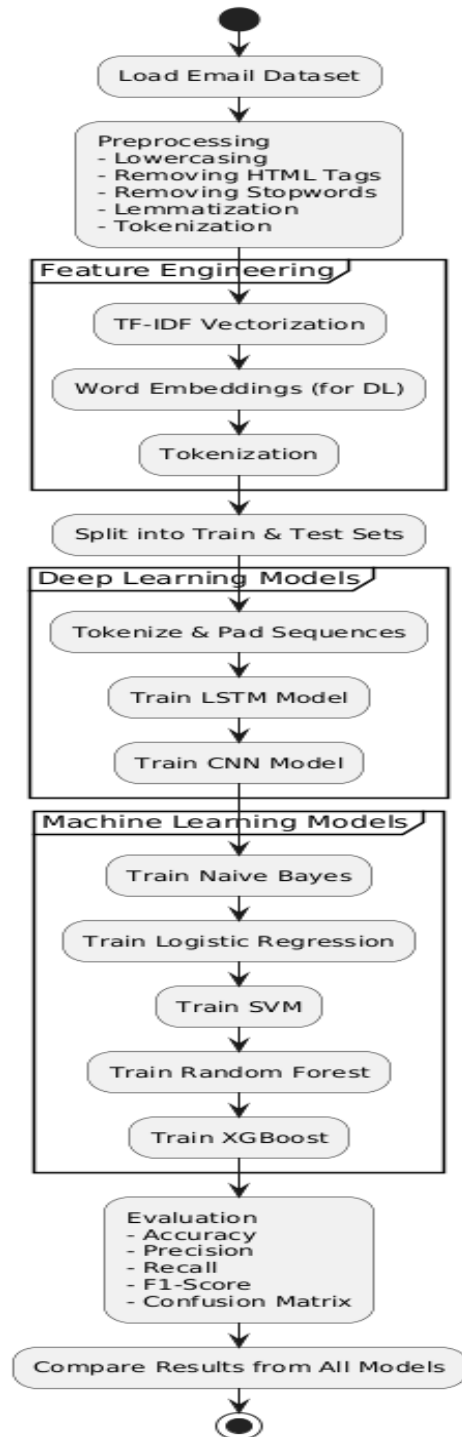 Load Email Dataset
Preprocessing
- Lowercasing
- Removing HTML Tags
- Removing Stopwords
- Lemmatization
- Tokenization
Feature Engineering
TF-IDF Vectorization
Word Embeddings (for DL)
Tokenization
Split into Train & Test Sets
Deep Learning Models
Tokenize & Pad Sequences
Train LSTM Model
Train CNN Model
Machine Learning Models
Train Naive Bayes
Train Logistic Regression
Train SVM
Train Random Forest
Train XGBoost
Evaluation
- Accuracy
- Precision
- Recall
- F1-Score
- Confusion Matrix
Compare Results from All Models